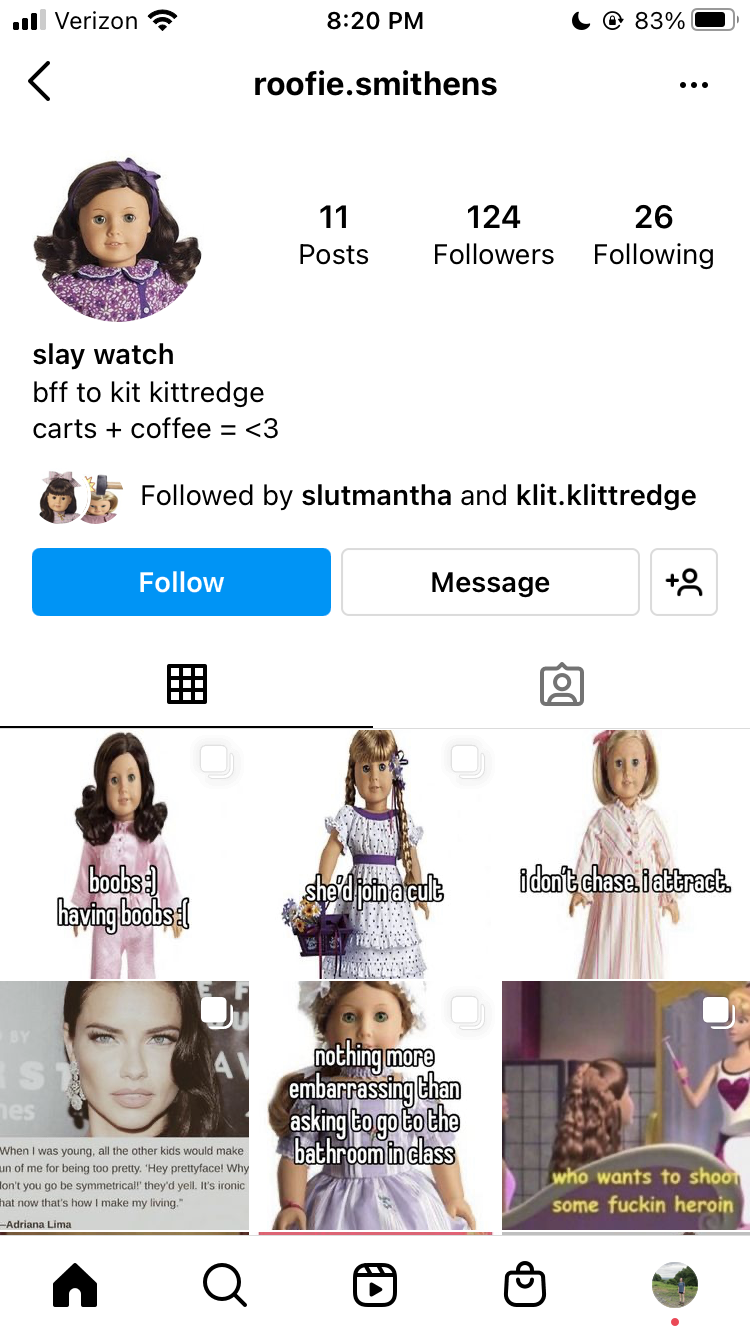 Verizon
8:20 PM
83%
roofie.smithens
11
Posts
124
Followers
26
Following
slay watch
bff to kit kittredge
carts + coffee = <3
Followed by slutmantha and klit.klittredge
Follow
Message
boobs:)
having boobs :(
she'd join a cult
i don't chase. i attract.
When I was young, all the other kids would make
un of me for being too pretty. 'Hey prettyface! Why
on't you go be symmetrical!' they'd yell. It's ironic
hat now that's how I make my living."
–Adriana Lima
nothing more
embarrassing than
asking to go to the
bathroom in class
who wants to shoot
some fuckin heroin